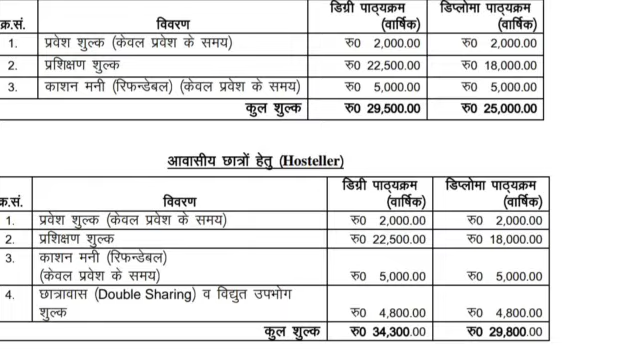 डिग्री पाठ्यक्रम डिप्लोमा पाठ्यक्रम
क्र.सं. विवरण (वार्षिक) (वार्षिक)
1. प्रवेश शुल्क (केवल प्रवेश के समय) रु0 2,000.00 रु0 2,000.00
2. प्रशिक्षण शुल्क रु0 22,500.00 रु0 18,000.00
3. काशन मनी (रिफन्डेबल) (केवल प्रवेश के समय) रु0 5,000.00 रु0 5,000.00
कुल शुल्क रु0 29,500.00 रु0 25,000.00
आवासीय छात्रों हेतु (Hosteller)
डिग्री पाठ्यक्रम डिप्लोमा पाठ्यक्रम
क्र.सं. विवरण (वार्षिक) (वार्षिक)
1. प्रवेश शुल्क (केवल प्रवेश के समय) रु0 2,000.00 रु0 2,000.00
2. प्रशिक्षण शुल्क रु0 22,500.00 रु0 18,000.00
3. काशन मनी (रिफन्डेबल)
(केवल प्रवेश के समय) रु0 5,000.00 रु0 5,000.00
4. छात्रावास (Double Sharing) व विद्युत उपभोग
शुल्क रु0 4,800.00 रु0 4,800.00
कुल शुल्क रु0 34,300.00 रु0 29,800.00